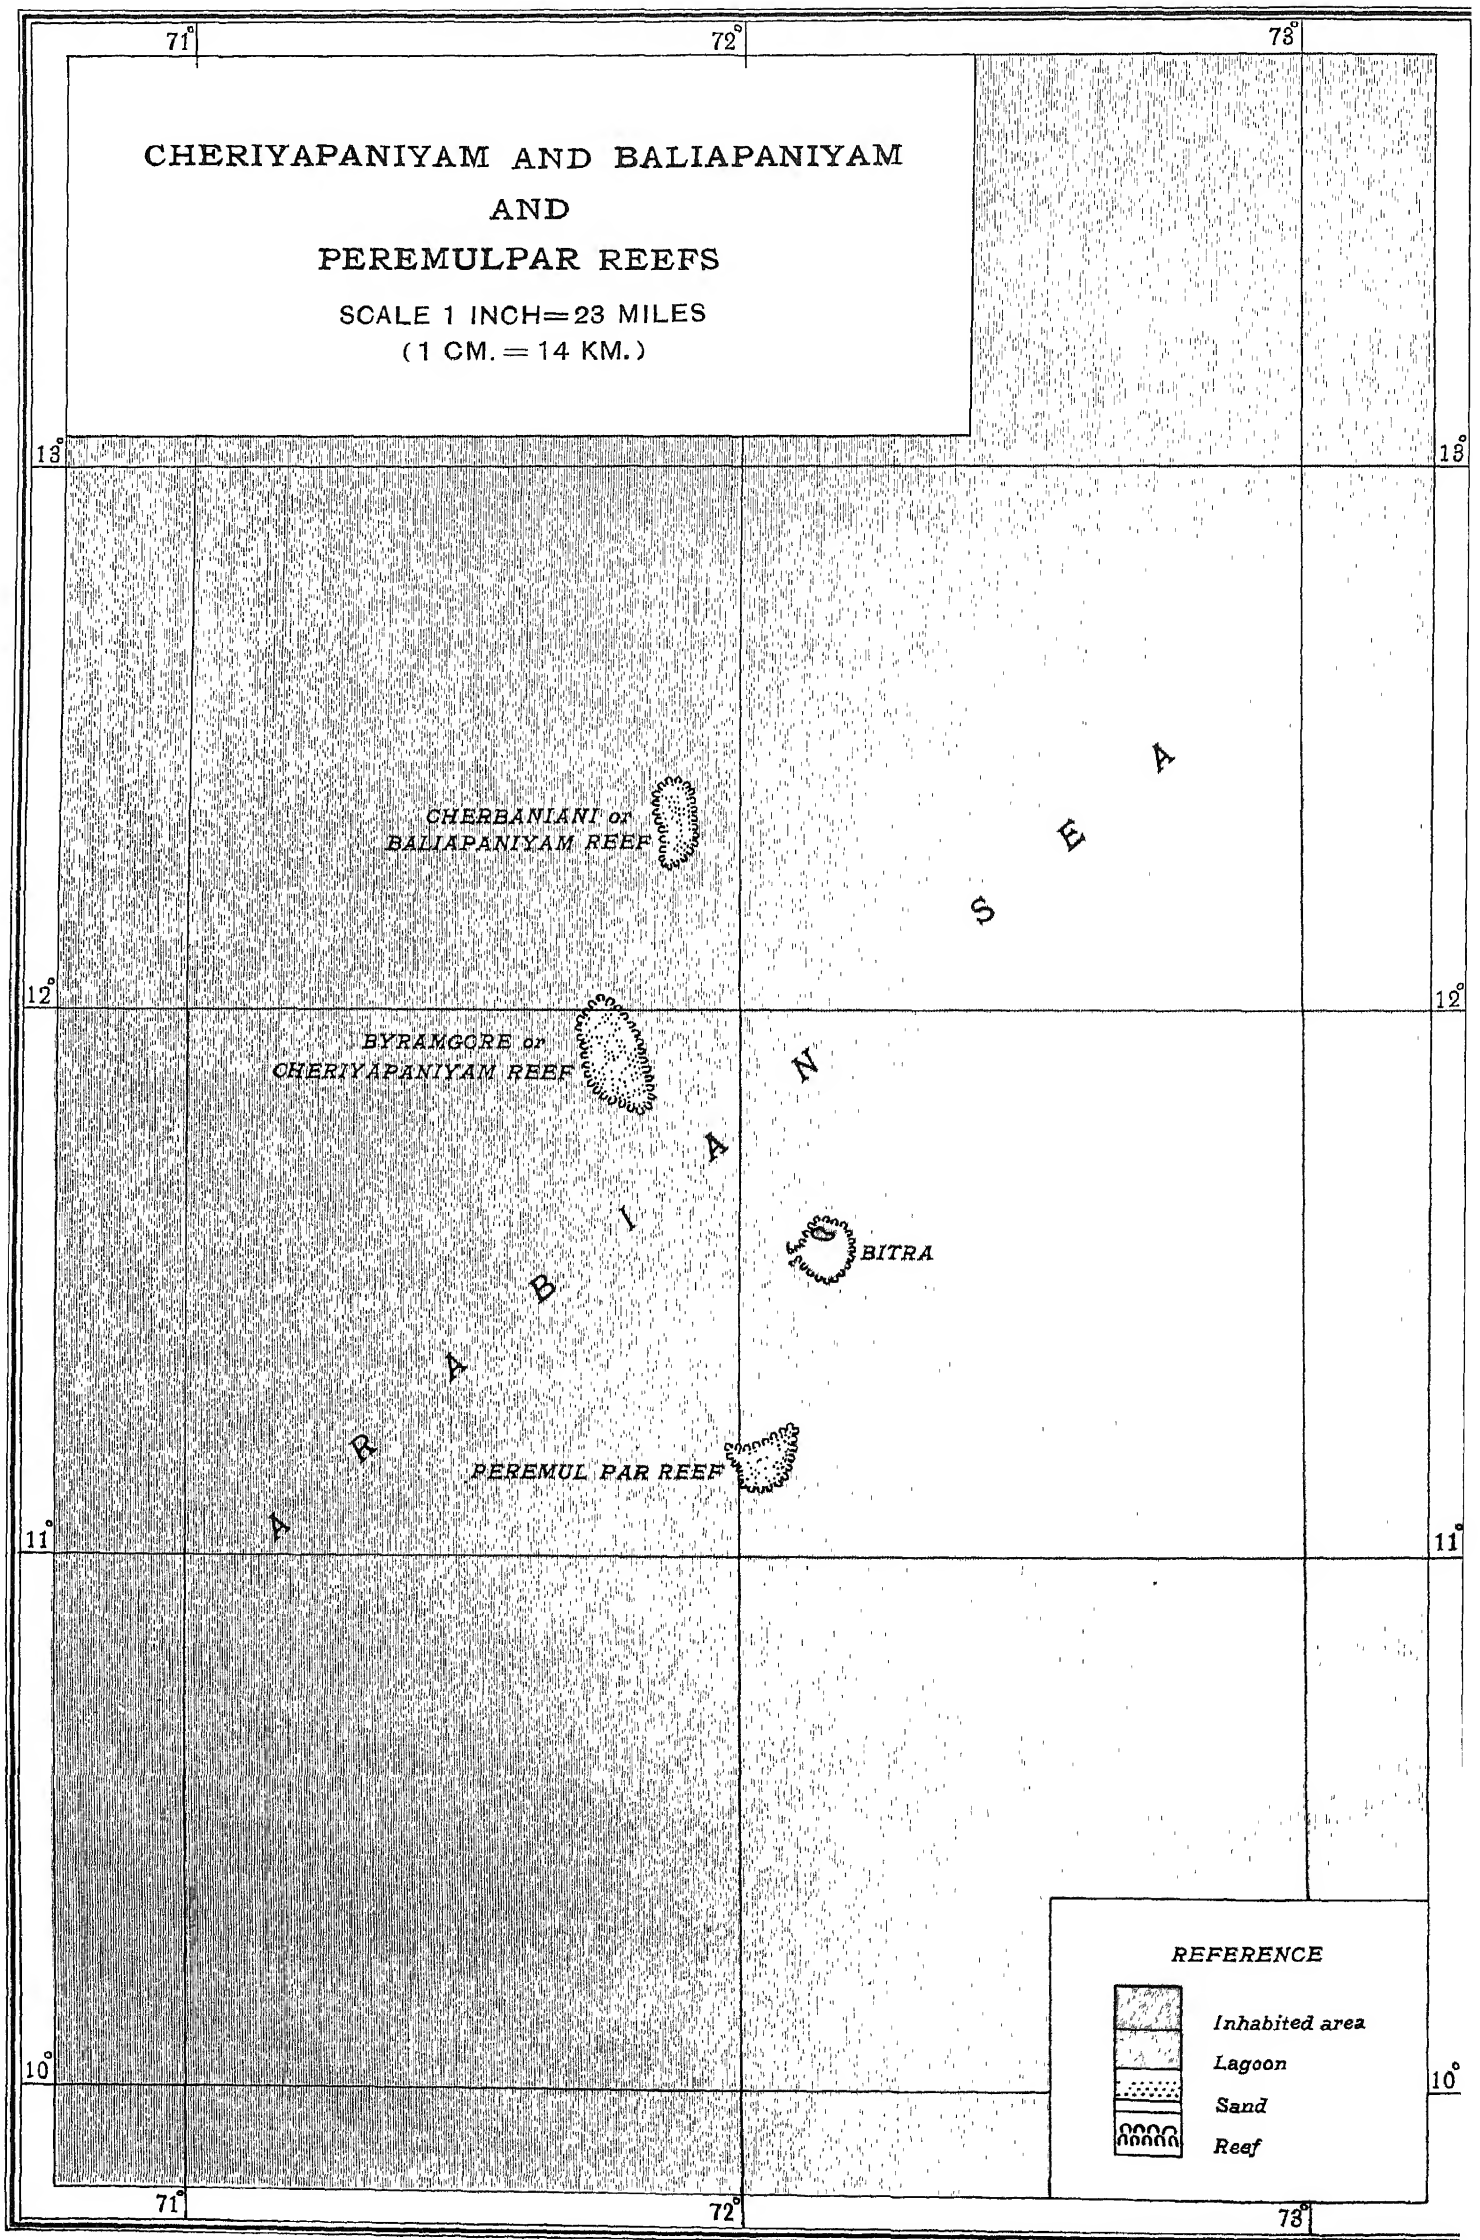 71° 72° 73°
CHERIYAPANIYAM AND BALIAPANIYAM
AND
PEREMULPAR REEFS
SCALE 1 INCH=23 MILES
(1 CM. = 14 KM.)
13° 13°
CHERBANIANI or
BALIAPANIYAM REEF
12° 12°
BYRAMGORE or
CHERIYAPANIYAM REEF
ARABIAN SEA
BITRA
PEREMUL PAR REEF
11° 11°
REFERENCE
Inhabited area
Lagoon
Sand
Reef
10° 10°
71° 72° 73°